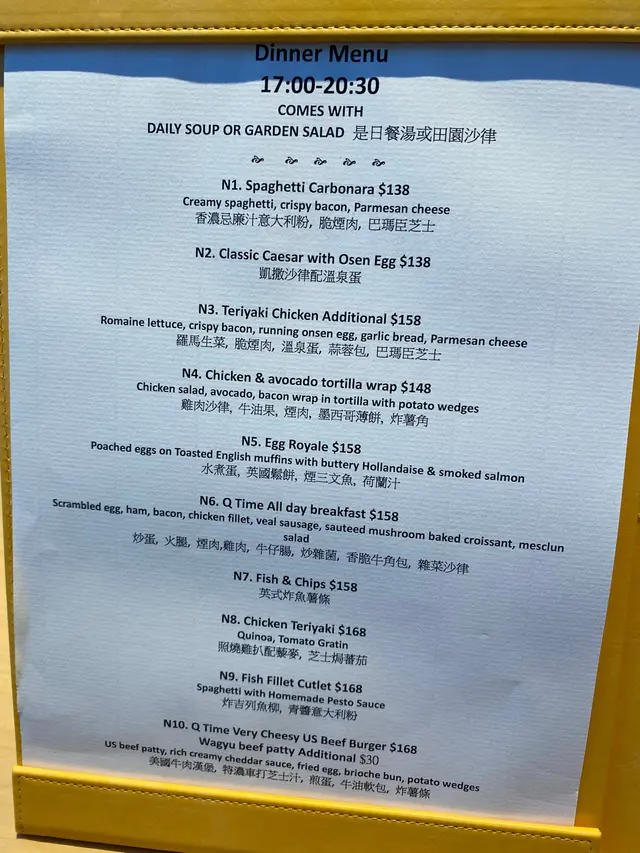 Dinner Menu
17:00-20:30
COMES WITH
DAILY SOUP OR GARDEN SALAD 是日餐湯或田園沙律
N1. Spaghetti Carbonara $138
Creamy spaghetti, crispy bacon, Parmesan cheese
香濃忌廉汁意大利粉, 脆煙肉, 巴瑪臣芝士
N2. Classic Caesar with Osen Egg $138
凱撒沙律配溫泉蛋
N3. Teriyaki Chicken Additional $158
Romaine lettuce, crispy bacon, running onsen egg, garlic bread, Parmesan cheese
羅馬生菜, 脆煙肉, 溫泉蛋, 蒜蓉包, 巴瑪臣芝士
N4. Chicken & avocado tortilla wrap $148
Chicken salad, avocado, bacon wrap in tortilla with potato wedges
雞肉沙律, 牛油果, 煙肉, 墨西哥薄餅, 炸薯角
N5. Egg Royale $158
Poached eggs on Toasted English muffins with buttery Hollandaise & smoked salmon
水煮蛋, 英國鬆餅, 煙三文魚, 荷蘭汁
N6. Q Time All day breakfast $158
Scrambled egg, ham, bacon, chicken fillet, veal sausage, sauteed mushroom baked croissant, mesclun
salad
炒蛋, 火腿, 煙肉,雞肉, 牛仔腸, 炒雜菌, 香脆牛角包, 雜菜沙律
N7. Fish & Chips $158
英式炸魚薯條
N8. Chicken Teriyaki $168
Quinoa, Tomato Gratin
照燒雞扒配藜麥, 芝士焗蕃茄
N9. Fish Fillet Cutlet $168
Spaghetti with Homemade Pesto Sauce
炸吉列魚柳, 青醬意大利粉
N10. Q Time Very Cheesy US Beef Burger $168
Wagyu beef patty Additional $30
US beef patty, rich creamy cheddar sauce, fried egg, brioche bun, potato wedges
美國牛肉漢堡, 特濃車打芝士汁, 煎蛋, 牛油軟包, 炸薯條